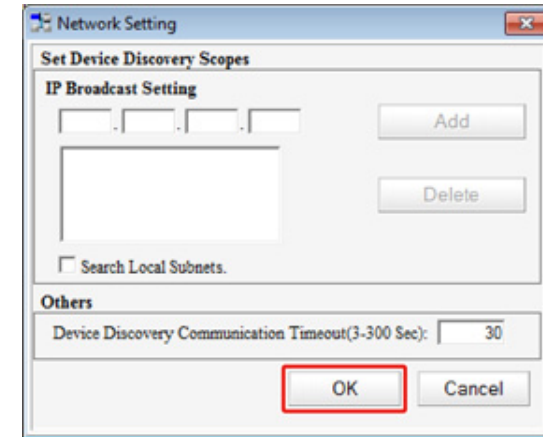 Network Setting
Set Device Discovery Scopes
IP Broadcast Setting
. . .
Add
Delete
Search Local Subnets.
Others
Device Discovery Communication Timeout(3-300 Sec): 30
OK Cancel